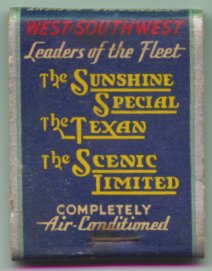 WEST-SOUTHWEST
Leaders of the Fleet
The SUNSHINE
SPECIAL
The TEXAN
The SCENIC
LIMITED
COMPLETELY
Air-Conditioned